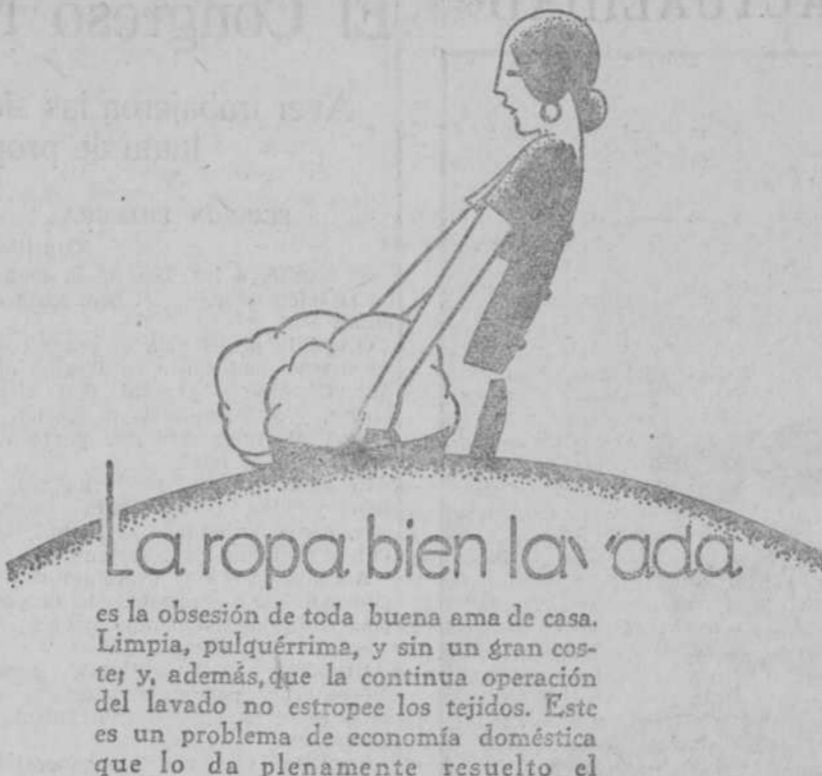 La ropa bien lavada
es la obsesión de toda buena ama de casa.
Limpia, pulquérrima, y sin un gran cos-
te; y, además, que la continua operación
del lavado no estropee los tejidos. Este
es un problema de economía doméstica
que lo da plenamente resuelto el